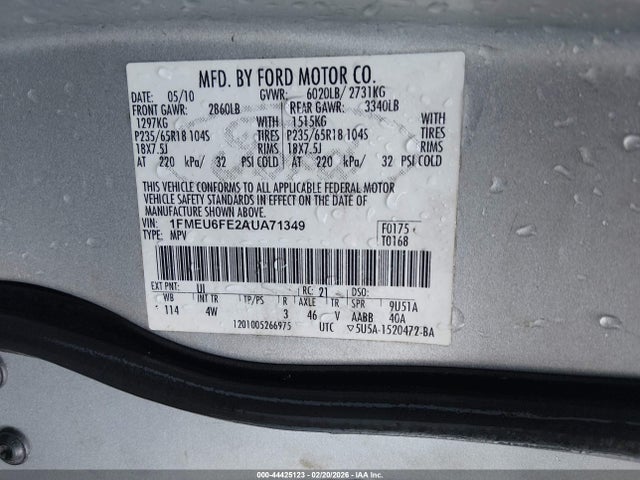 MFD. BY FORD MOTOR CO.
DATE: 05/10 GVWR: 6020LB/ 2731KG
FRONT GAWR: 2860LB REAR GAWR: 3340LB
1297KG WITH 1515KG WITH
P235/65R18 104S TIRES P235/65R18 104S TIRES
18X7.5J RIMS 18X7.5J RIMS
AT 220 kPa/ 32 PSI COLD AT 220 kPa/ 32 PSI COLD
THIS VEHICLE CONFORMS TO ALL APPLICABLE FEDERAL MOTOR
VEHICLE SAFETY STANDARDS IN EFFECT ON THE DATE OF
MANUFACTURE SHOWN ABOVE.
VIN: 1FMEU6FE2AUA71349 F0175
TYPE: MPV T0168
EXT PNT: UI RC: 21 DSO:
WB INT TR TP/PS R AXLE TR SPR 9U51A
114 4W 3 46 V AABB 40A
1201005266975 UTC ▽5U5A-1520472-BA
Ford
000-44425123 - 02/20/2026 - IAA Inc.